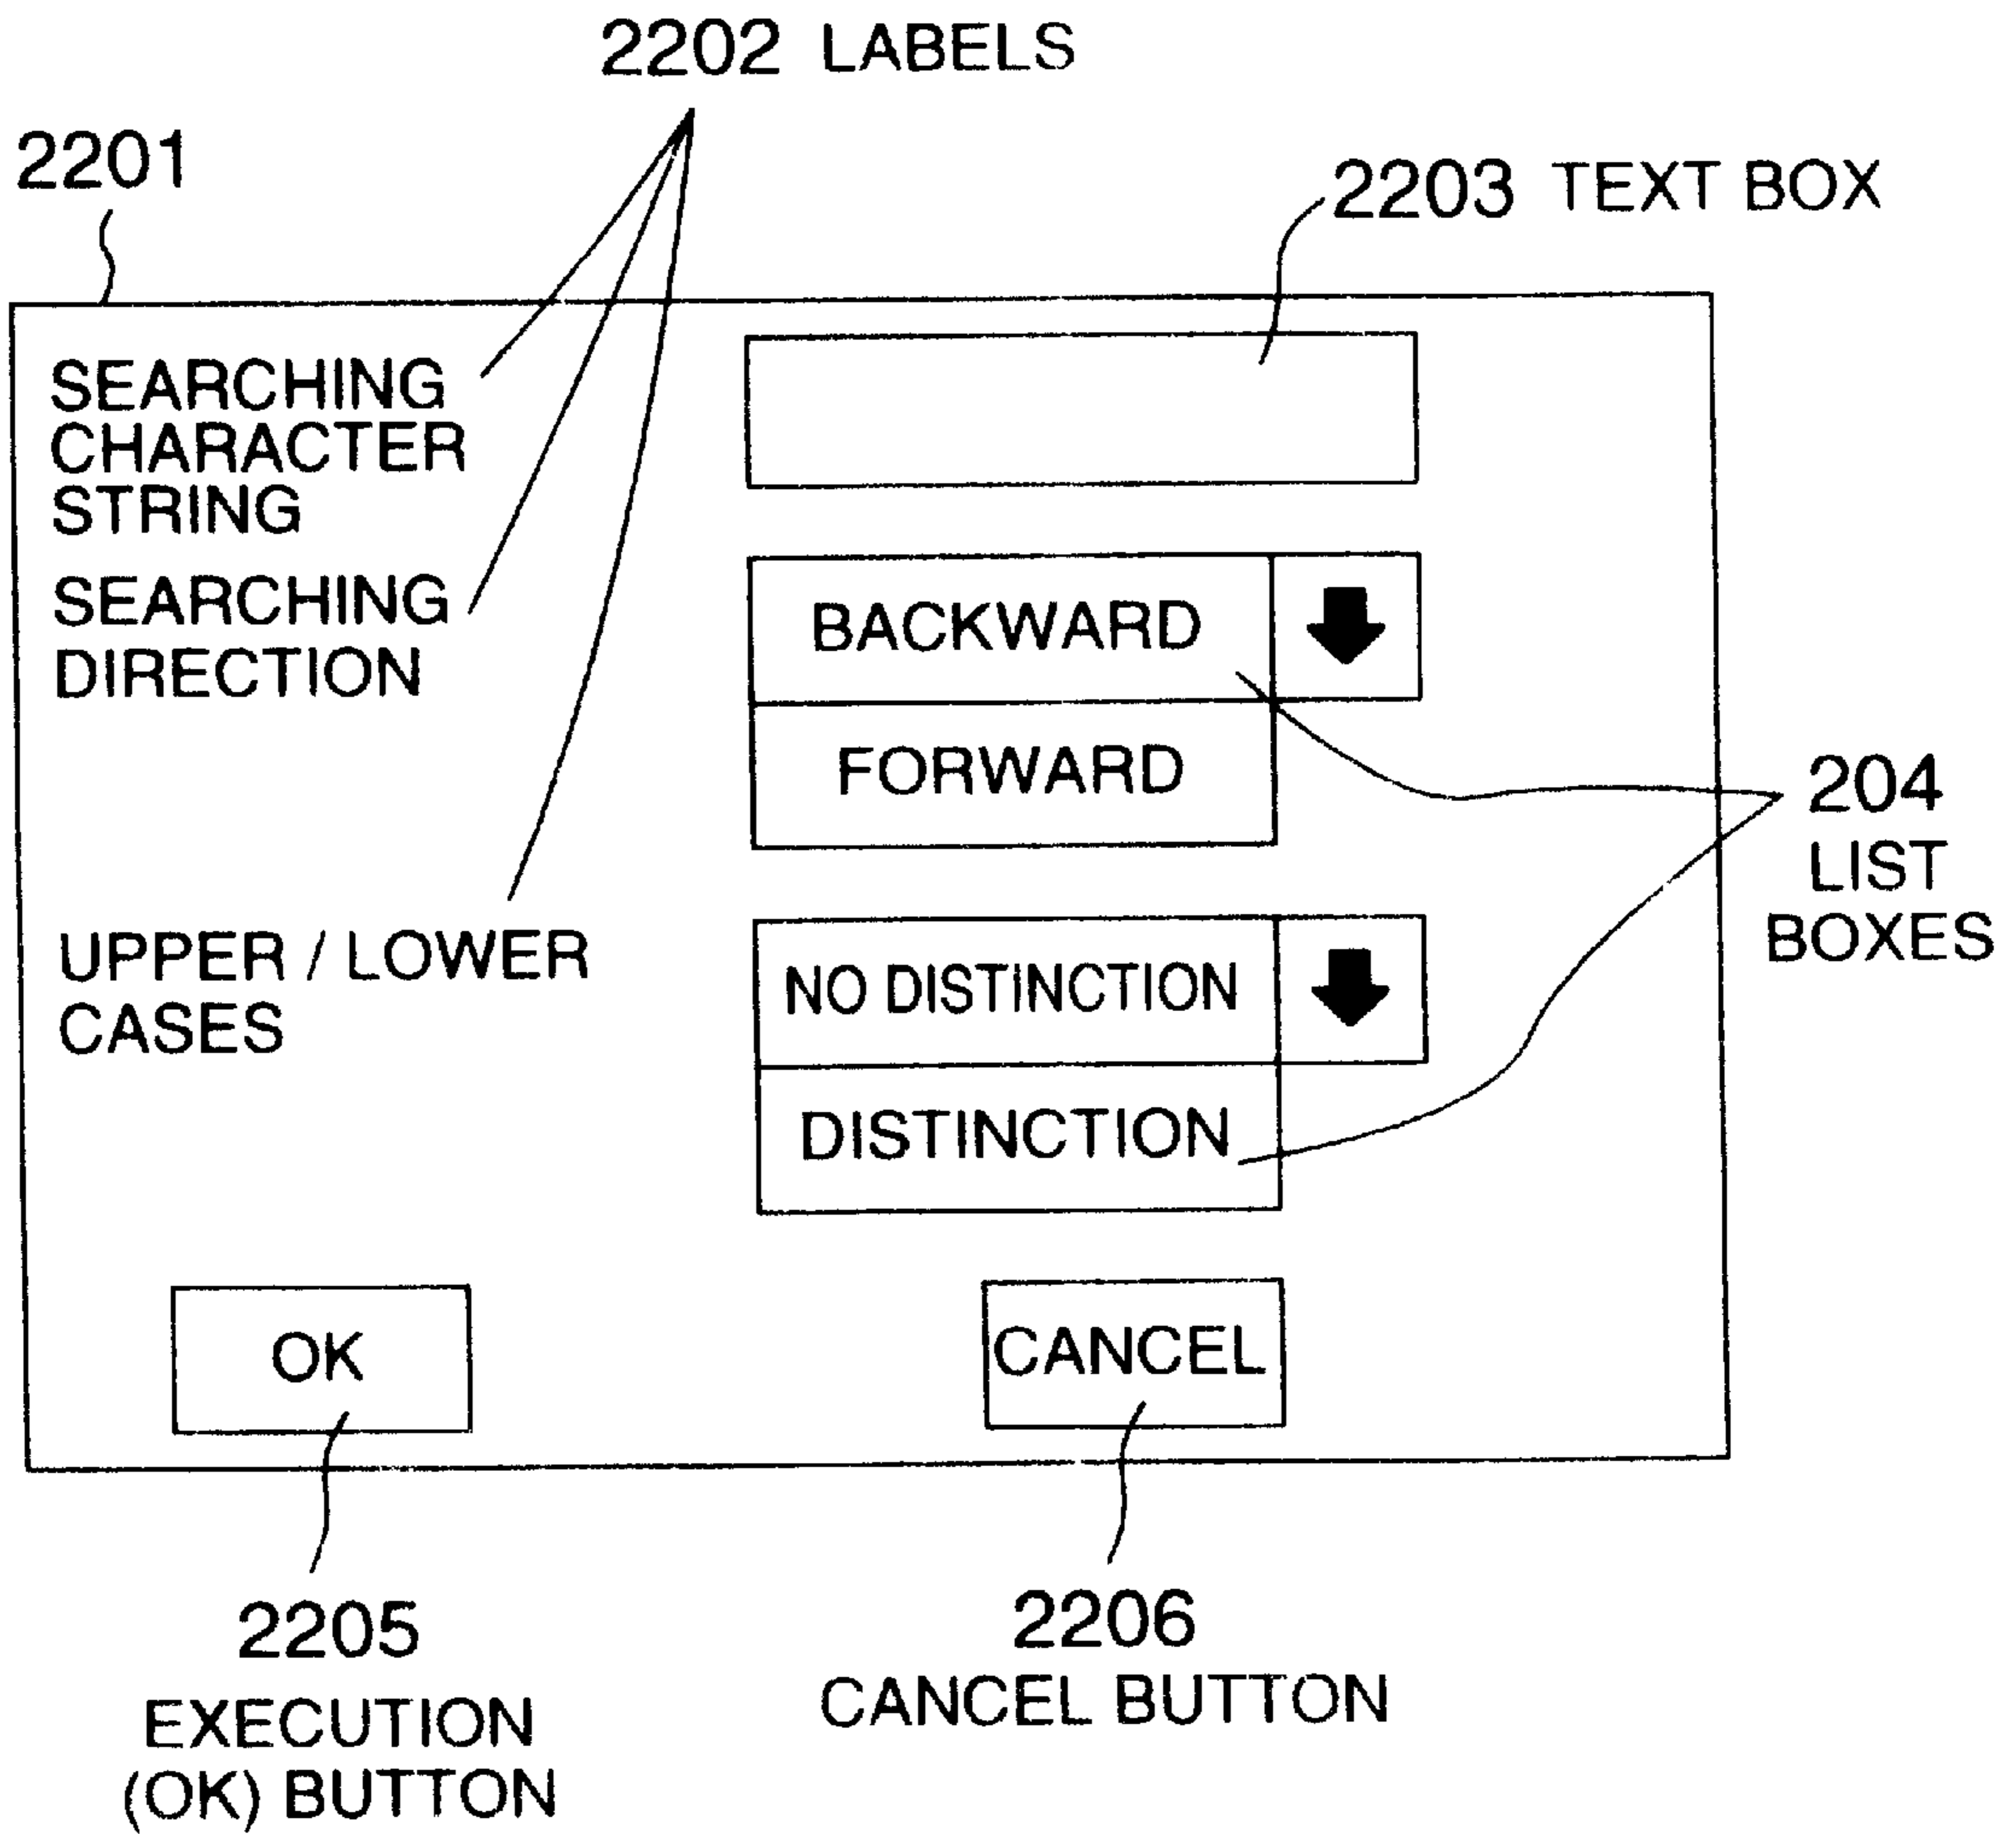 2202 LABELS
2201
2203 TEXT BOX
SEARCHING
CHARACTER
STRING
SEARCHING
DIRECTION
BACKWARD
FORWARD
204
LIST
BOXES
UPPER / LOWER
CASES
NO DISTINCTION
DISTINCTION
OK
CANCEL
2205
EXECUTION
(OK) BUTTON
2206
CANCEL BUTTON